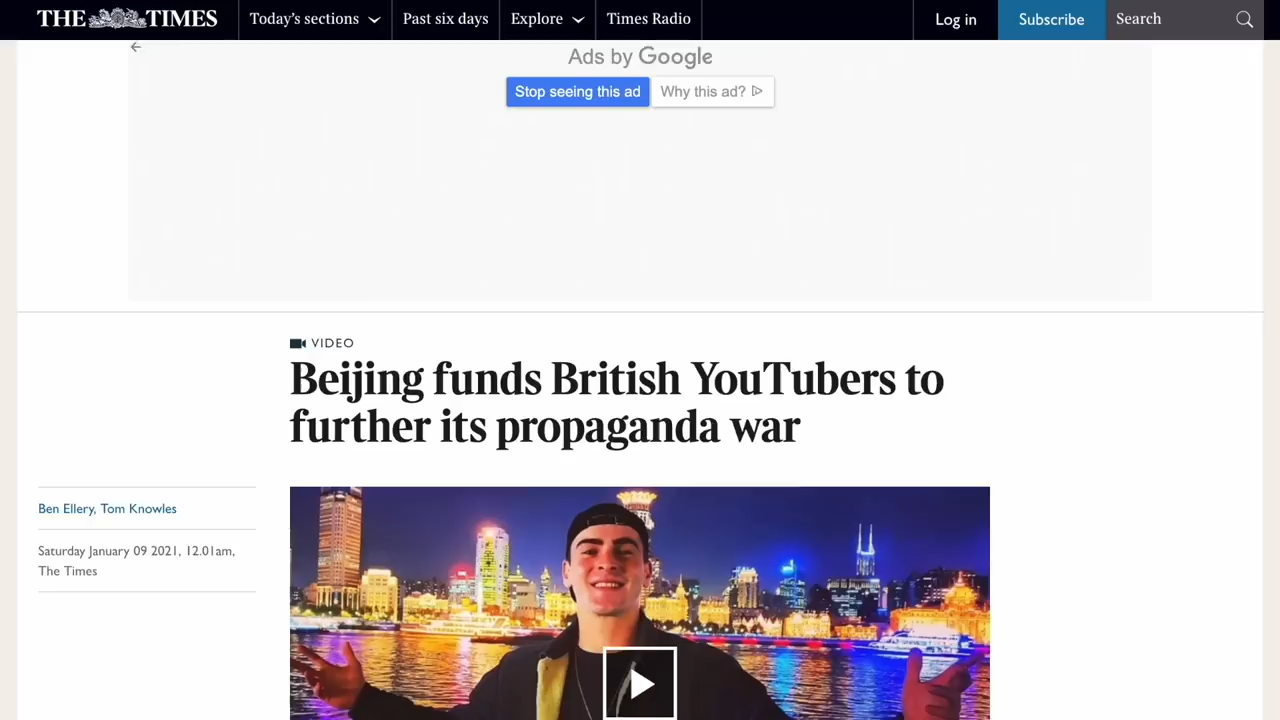 THE TIMES
Today's sections
Past six days
Explore
Times Radio
Log in
Subscribe
Search
Ads by Google
Stop seeing this ad
Why this ad?
VIDEO
Beijing funds British YouTubers to
further its propaganda war
Ben Ellery, Tom Knowles
Saturday January 09 2021, 12.01am,
The Times